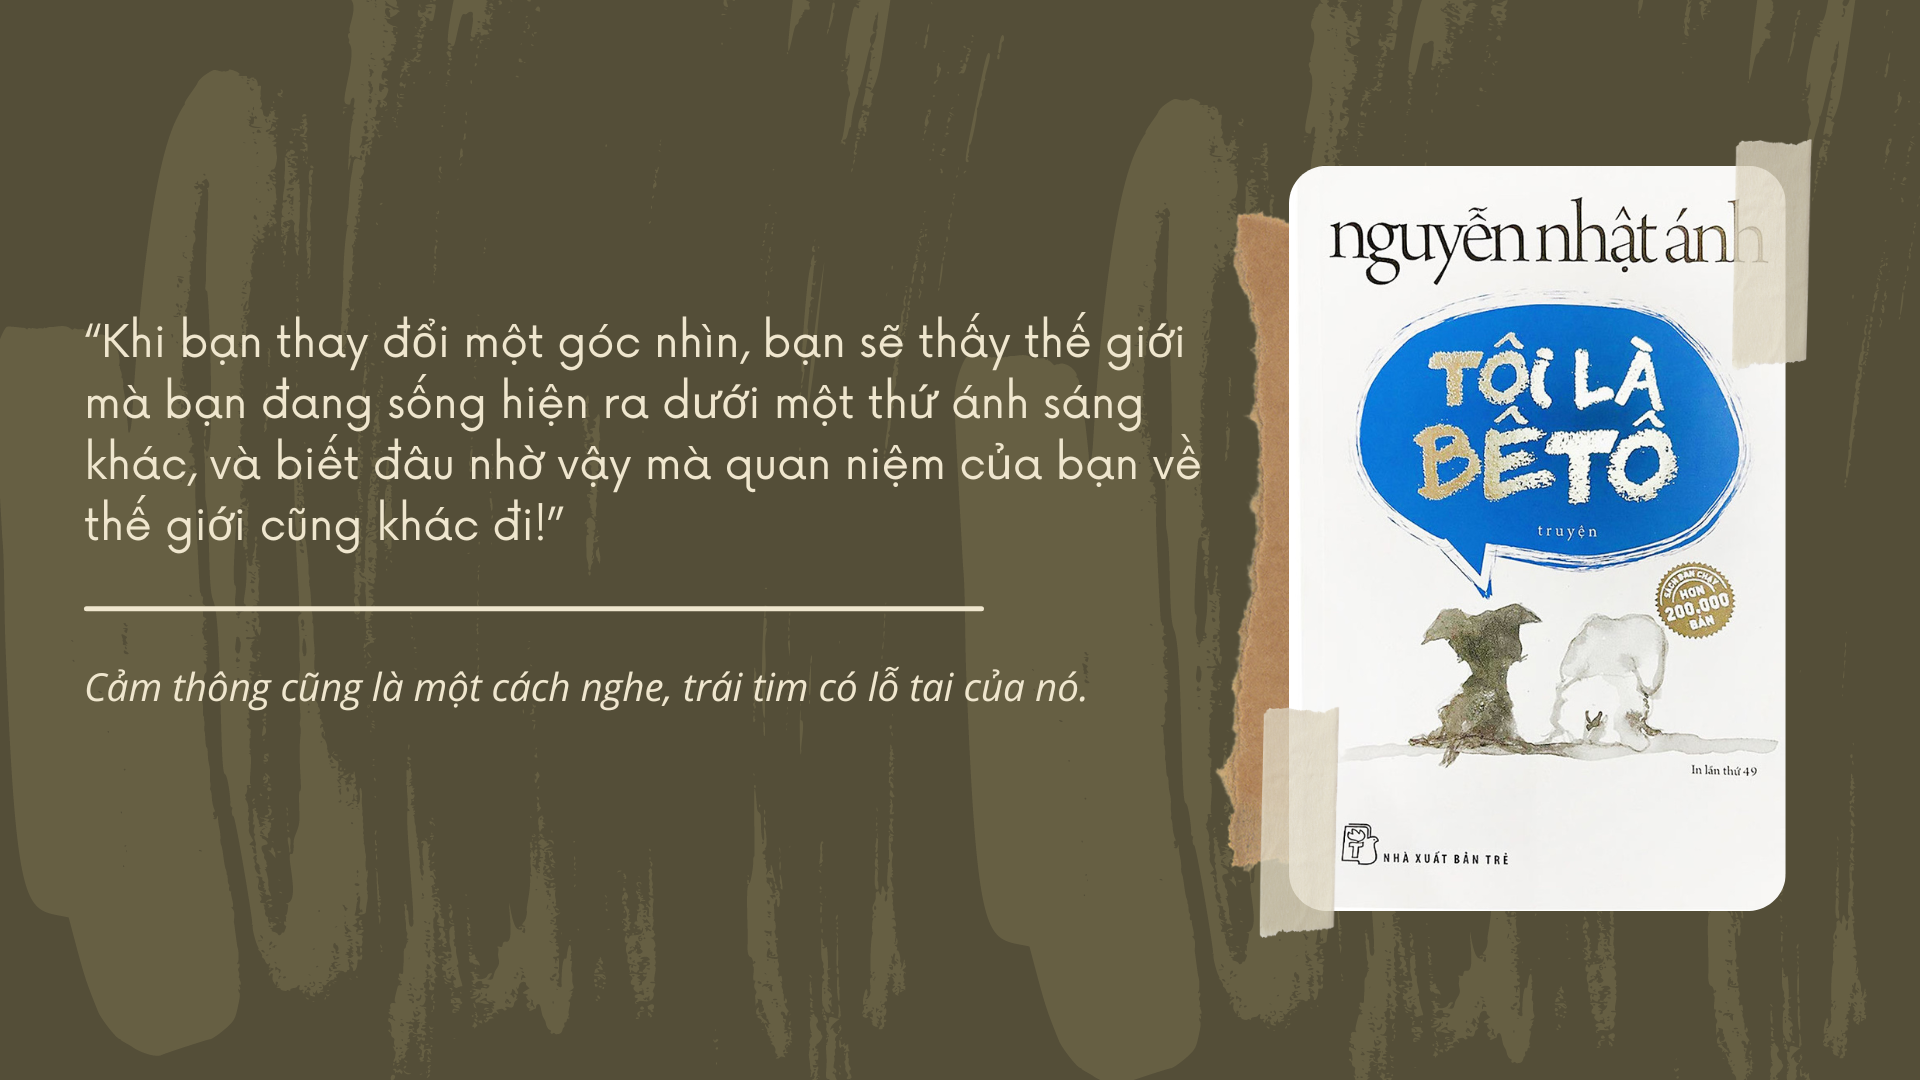 “Khi bạn thay đổi một góc nhìn, bạn sẽ thấy thế giới
mà bạn đang sống hiện ra dưới một thứ ánh sáng
khác, và biết đâu nhờ vậy mà quan niệm của bạn về
thế giới cũng khác đi!”
Cảm thông cũng là một cách nghe, trái tim có lỗ tai của nó.
nguyễn nhật ánh
TÔi LÀ
BÊTÔ
truyện
SÁCH BÁN CHẠY
HƠN
200.000
BẢN
In lần thứ 49
NHÀ XUẤT BẢN TRẺ